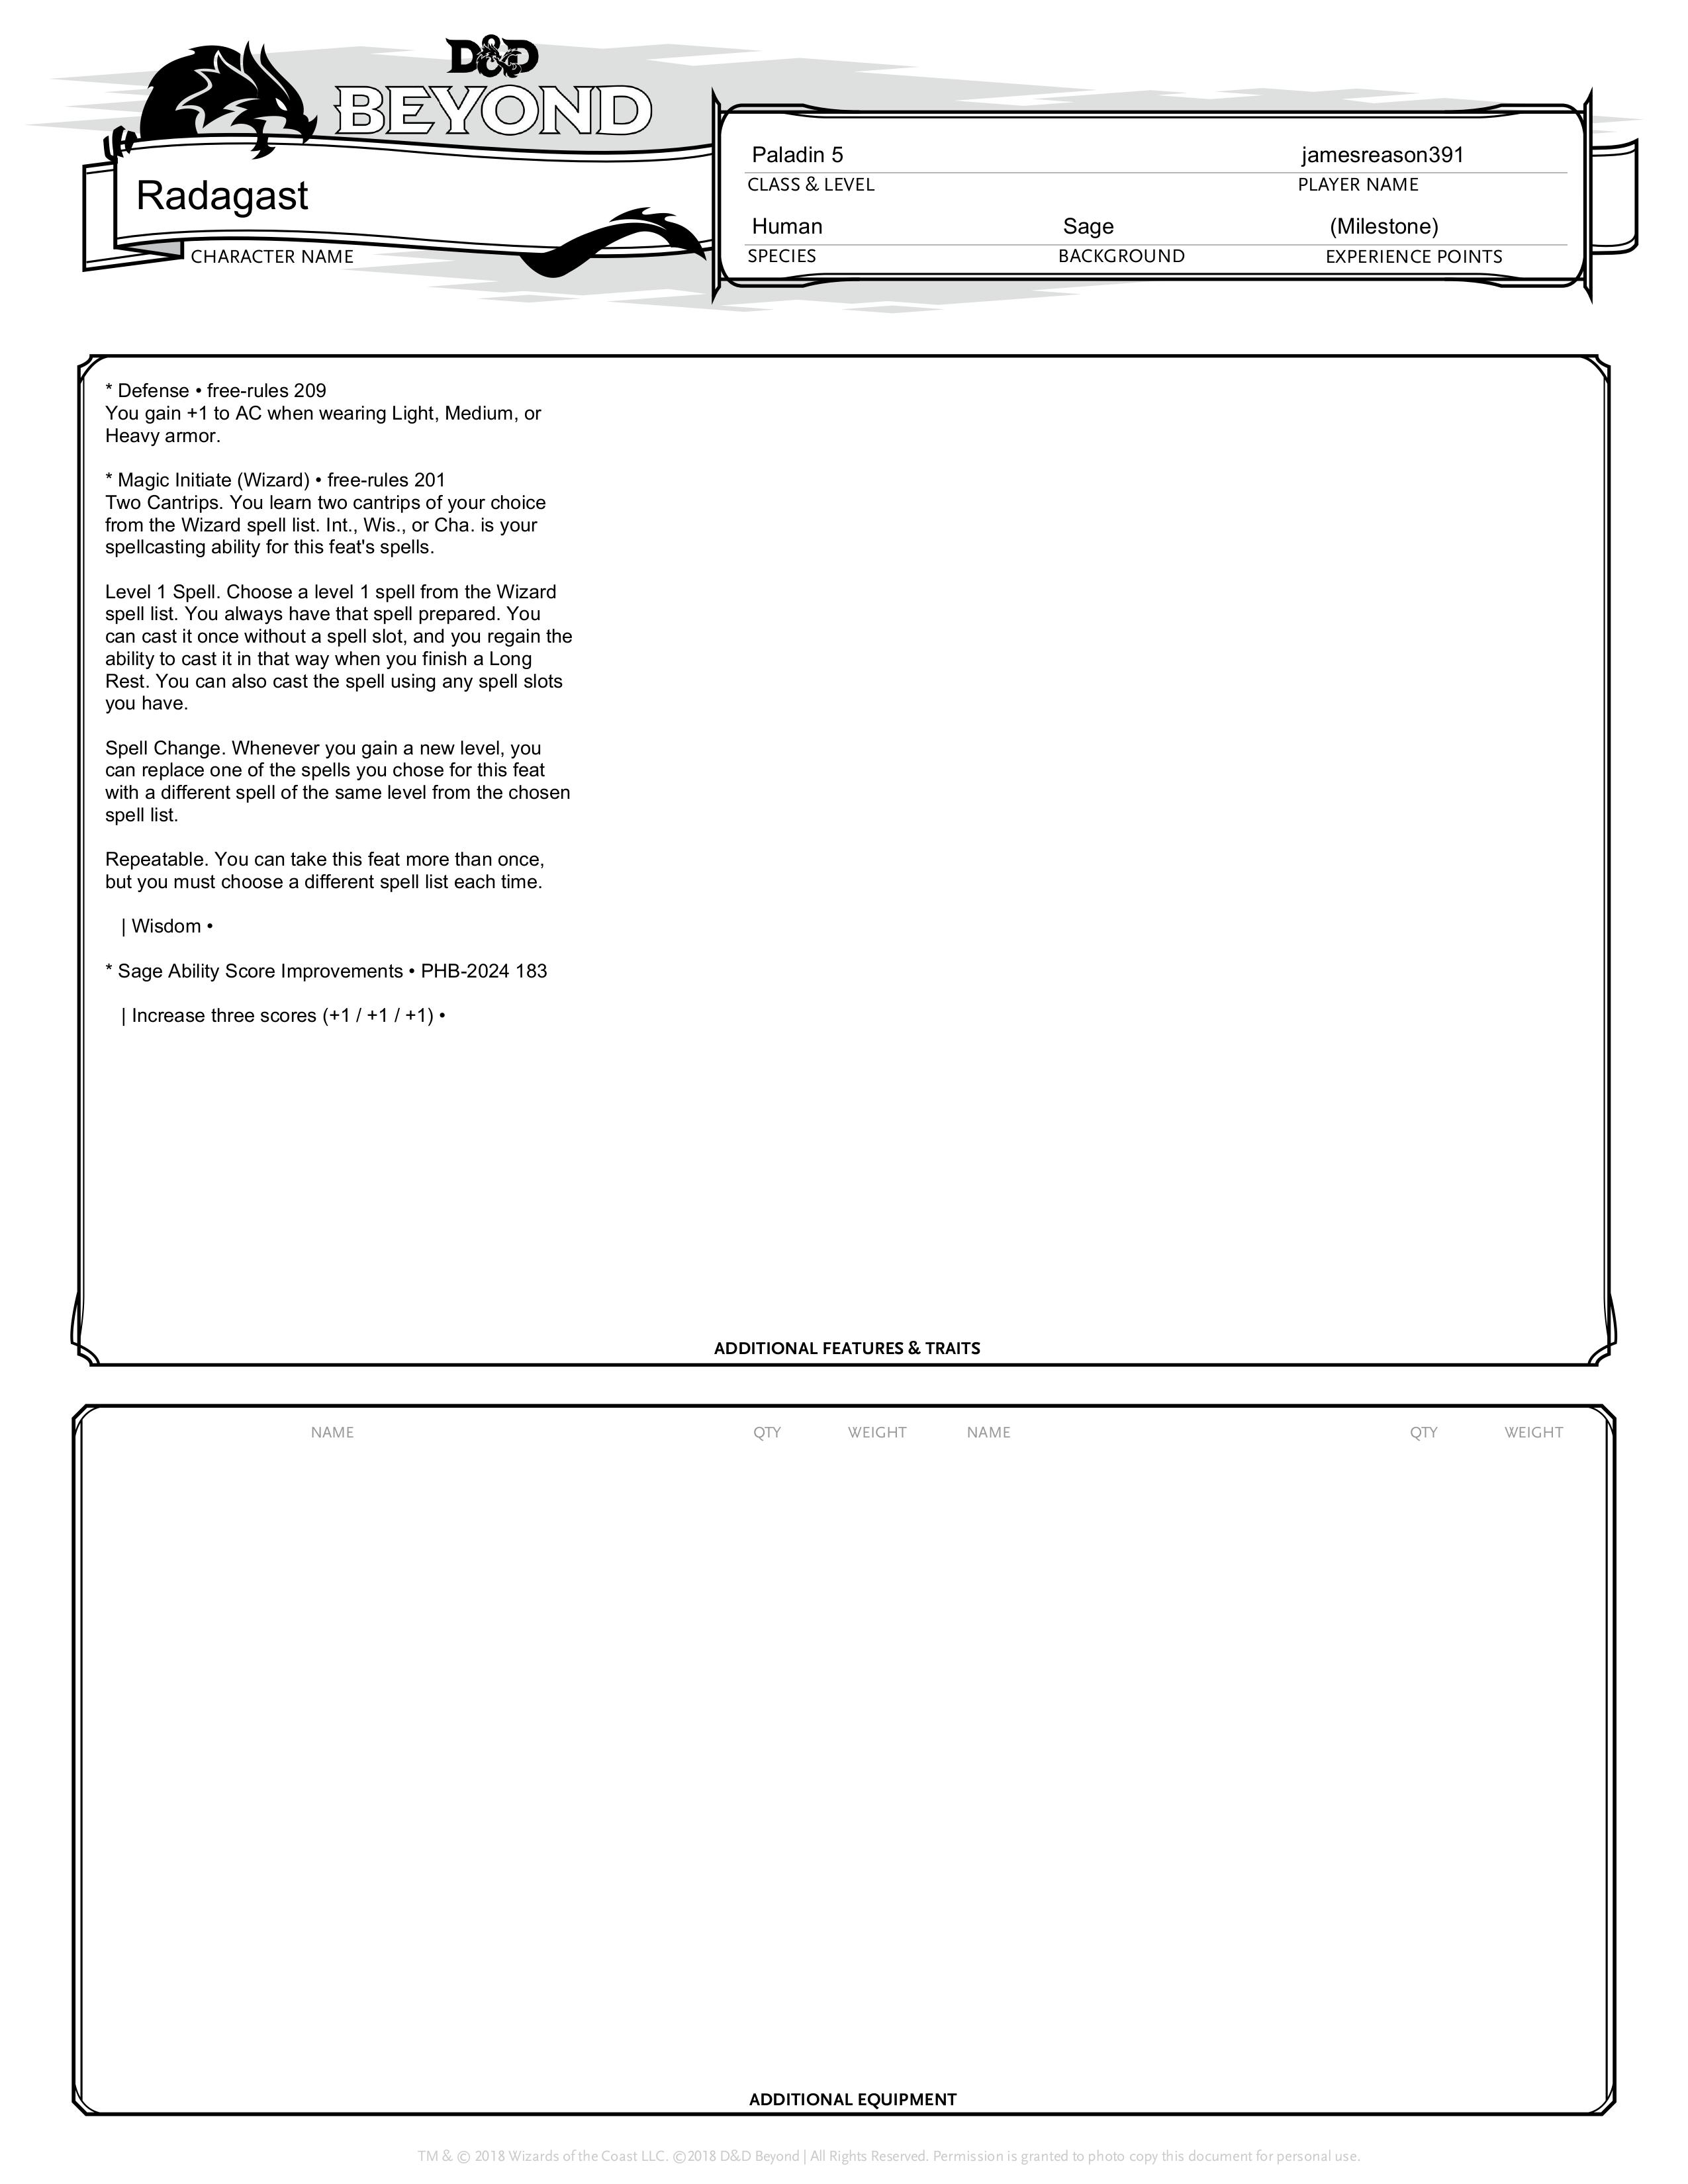 D&D
BEYOND
Radagast
CHARACTER NAME
Paladin 5
jamesreason391
CLASS & LEVEL
PLAYER NAME
Human
Sage
(Milestone)
SPECIES
BACKGROUND
EXPERIENCE POINTS
* Defense • free-rules 209
You gain +1 to AC when wearing Light, Medium, or
Heavy armor.
* Magic Initiate (Wizard) • free-rules 201
Two Cantrips. You learn two cantrips of your choice
from the Wizard spell list. Int., Wis., or Cha. is your
spellcasting ability for this feat's spells.
Level 1 Spell. Choose a level 1 spell from the Wizard
spell list. You always have that spell prepared. You
can cast it once without a spell slot, and you regain the
ability to cast it in that way when you finish a Long
Rest. You can also cast the spell using any spell slots
you have.
Spell Change. Whenever you gain a new level, you
can replace one of the spells you chose for this feat
with a different spell of the same level from the chosen
spell list.
Repeatable. You can take this feat more than once,
but you must choose a different spell list each time.
| Wisdom •
* Sage Ability Score Improvements • PHB-2024 183
| Increase three scores (+1 / +1 / +1) •
ADDITIONAL FEATURES & TRAITS
NAME QTY WEIGHT NAME QTY WEIGHT
ADDITIONAL EQUIPMENT
TM & © 2018 Wizards of the Coast LLC. ©2018 D&D Beyond | All Rights Reserved. Permission is granted to photo copy this document for personal use.